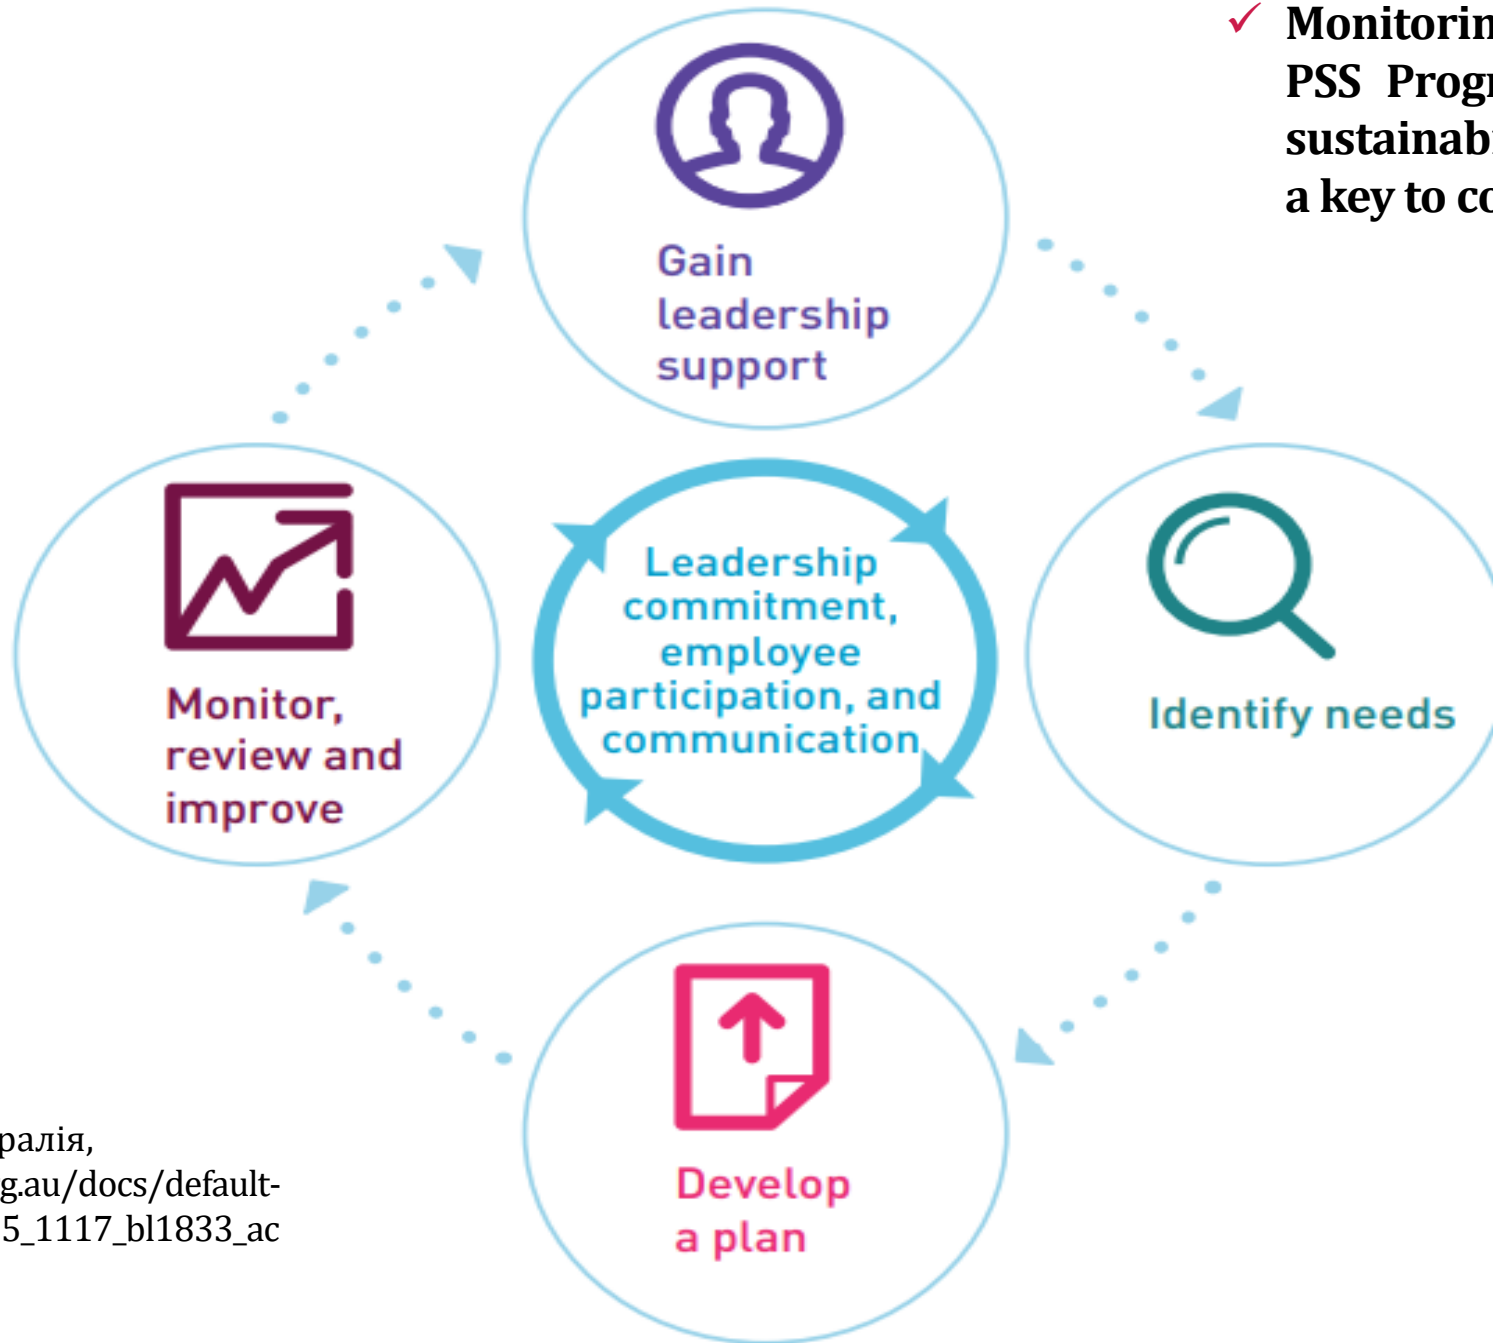 Monitorin
PSS Progr
sustainab
a key to co
Gain
leadership
support
Leadership
commitment,
employee
participation, and
communication
Identify needs
Monitor,
review and
improve
Develop
a plan
ралія,
g.au/docs/default-
5_1117_bl1833_ac